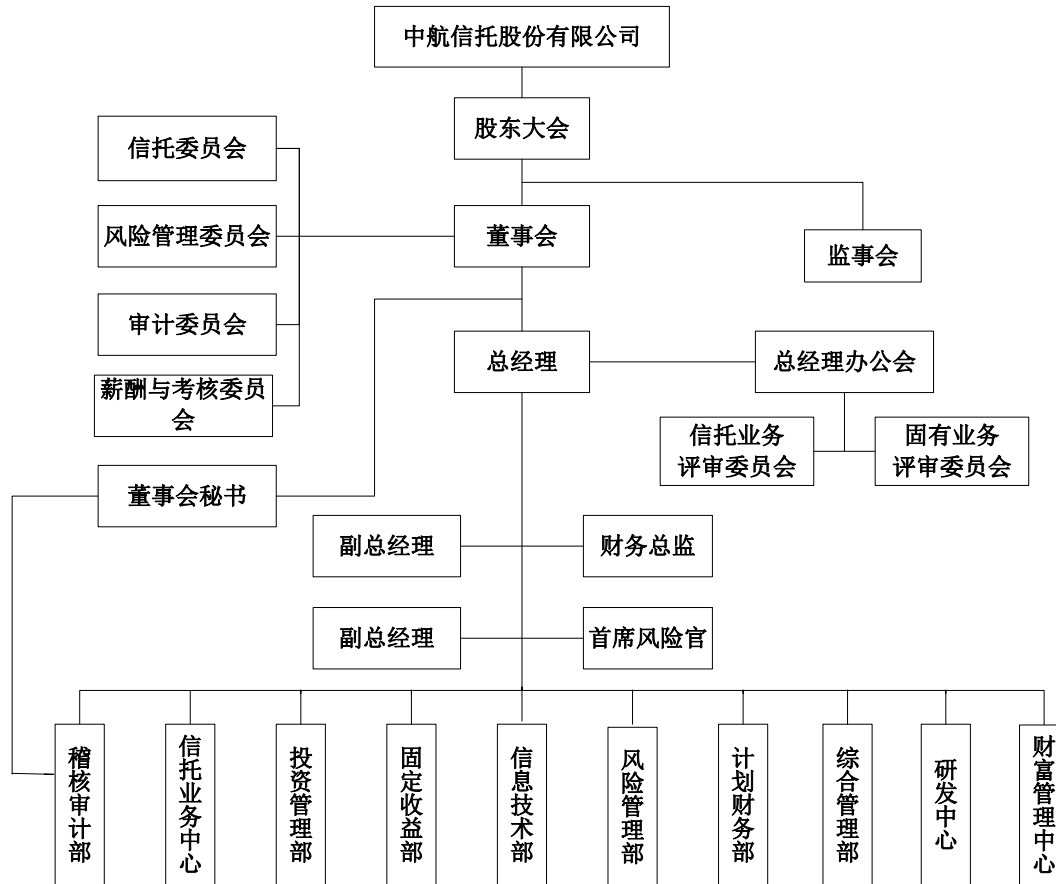 中航信托股份有限公司
股东大会
信托委员会
风险管理委员会
董事会
监事会
审计委员会
总经理
总经理办公会
薪酬与考核委员
会
信托业务
评审委员会
固有业务
评审委员会
董事会秘书
副总经理
财务总监
副总经理
首席风险官
稽核审计部
信托业务中心
投资管理部
固定收益部
信息技术部
风险管理部
计划财务部
综合管理部
研发中心
财富管理中心